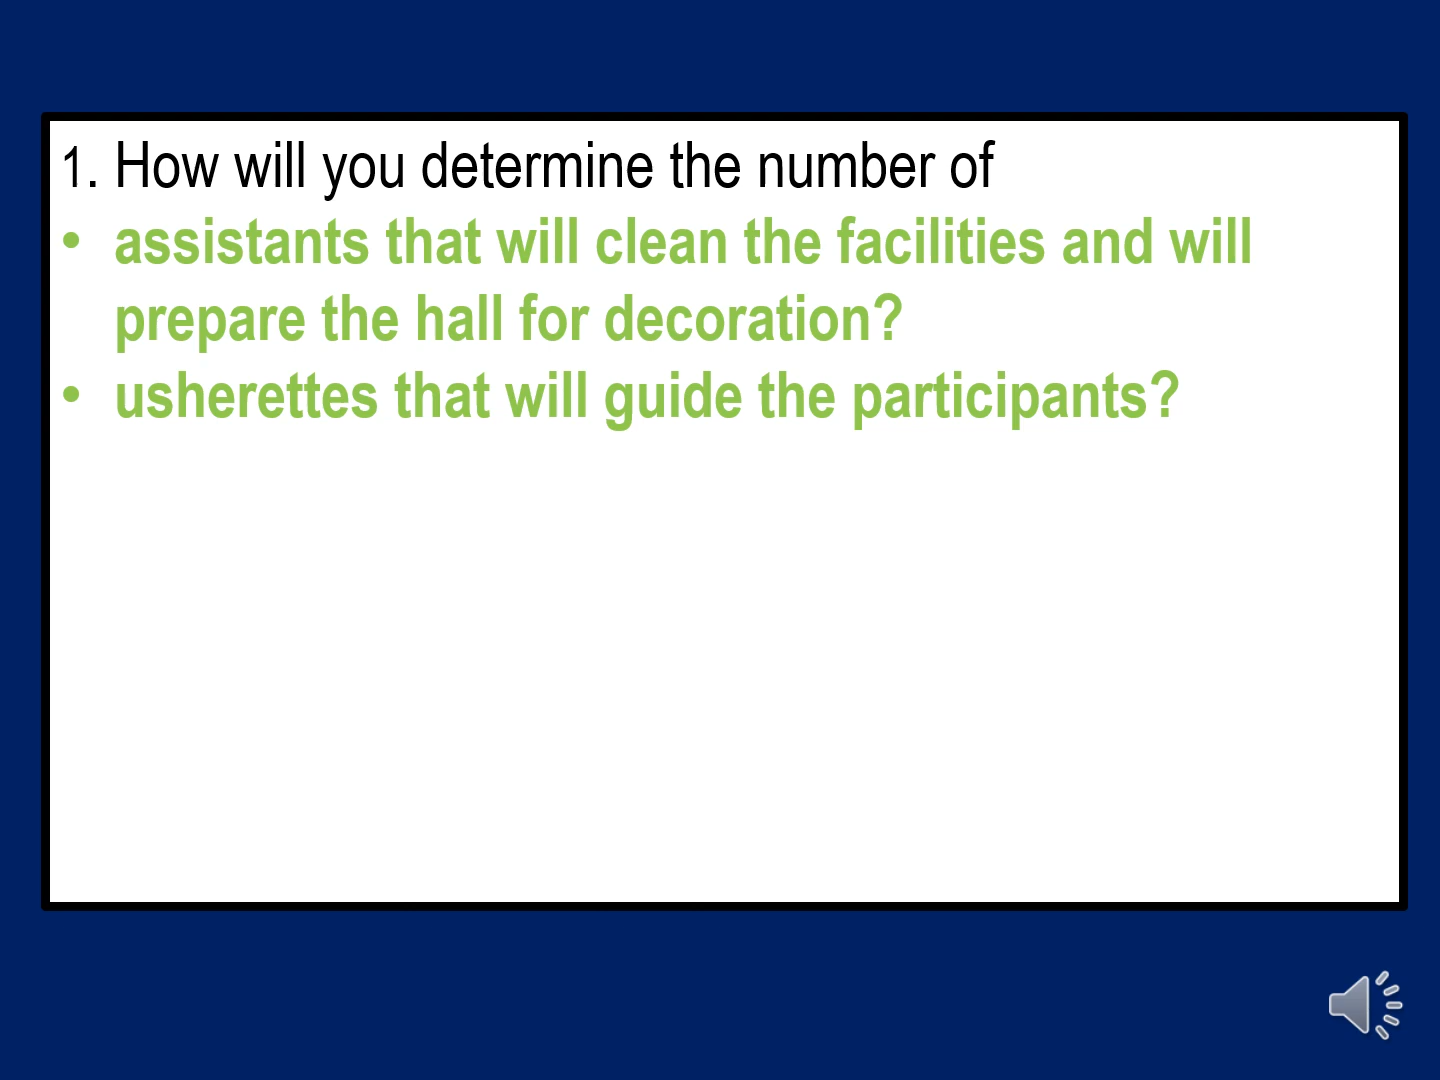 1. How will you determine the number of
• assistants that will clean the facilities and will
prepare the hall for decoration?
• usherettes that will guide the participants?